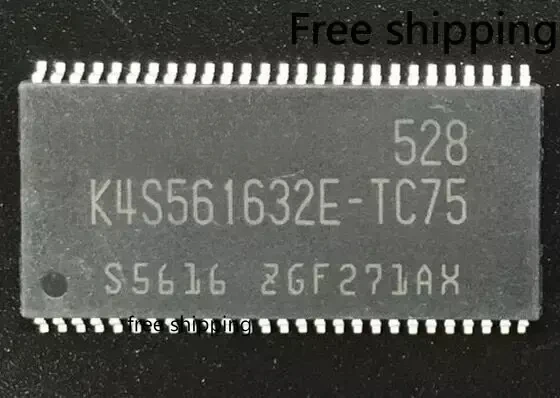 Free shipping
528
K4S561632E-TC75
S5616 ZGF271AX
free shipping